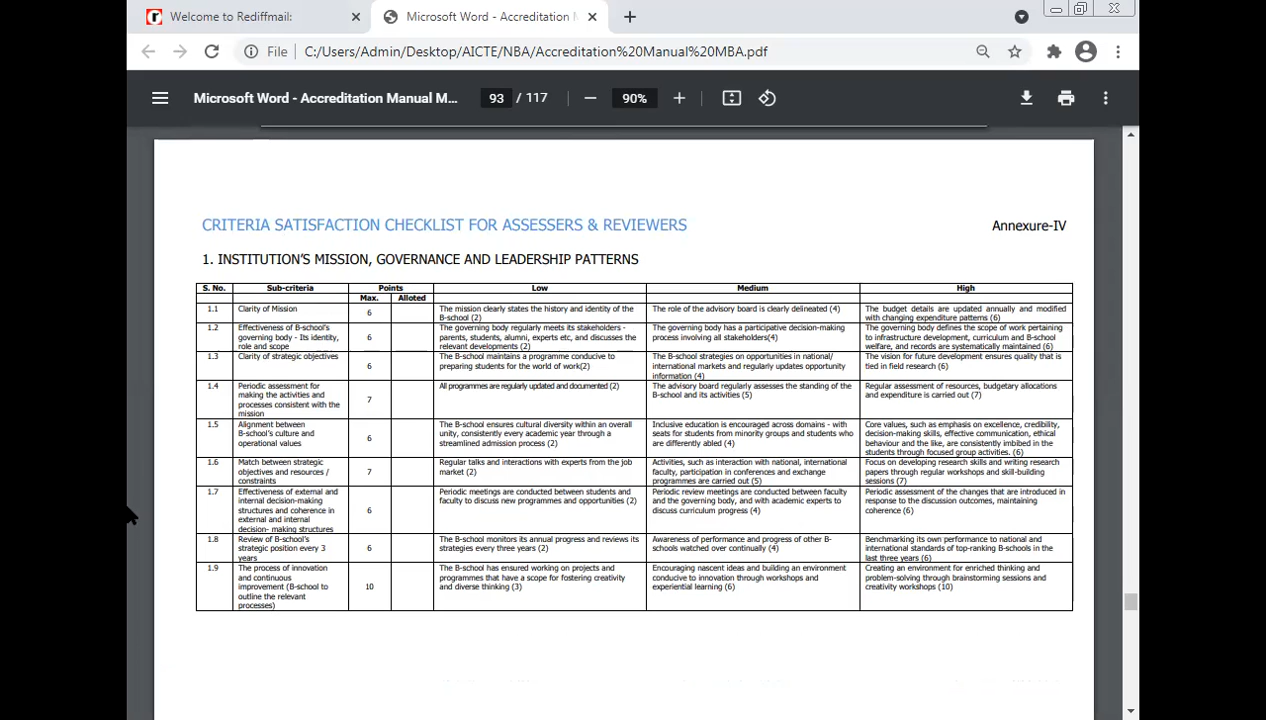 Welcome to Rediffmail:
Microsoft Word - Accreditation M
File
C:/Users/Admin/Desktop/AICTE/NBA/Accreditation%20Manual%20MBA.pdf
Microsoft Word - Accreditation Manual M...
93 / 117
90%
CRITERIA SATISFACTION CHECKLIST FOR ASSESSERS & REVIEWERS
Annexure-IV
1. INSTITUTION'S MISSION, GOVERNANCE AND LEADERSHIP PATTERNS
S. No. Sub-criteria Points Low Medium High
Max. Alloted
1.1 Clarity of Mission 6 The mission clearly states the history and identity of the The role of the advisory board is clearly delineated (4) The budget details are updated annually and modified
B-school (2) with changing expenditure patterns (6)
1.2 Effectiveness of B-school's 6 The governing body regularly meets its stakeholders - The governing body has a participative decision-making The governing body defines the scope of work pertaining
governing body - Its identity, parents, students, alumni, experts etc, and discusses the process involving all stakeholders(4) to infrastructure development, curriculum and B-school
role and scope relevant developments (2) welfare, and records are systematically maintained (6)
1.3 Clarity of strategic objectives 6 The B-school maintains a programme conducive to The B-school strategies on opportunities in national/ The vision for future development ensures quality that is
preparing students for the world of work(2) international markets and regularly updates opportunity tied in field research (6)
information (4)
1.4 Periodic assessment for 7 All programmes are regularly updated and documented (2) The advisory board regularly assesses the standing of the Regular assessment of resources, budgetary allocations
making the activities and B-school and its activities (5) and expenditure is carried out (7)
processes consistent with the
mission
1.5 Alignment between 6 The B-school ensures cultural diversity within an overall Inclusive education is encouraged across domains - with Core values, such as emphasis on excellence, credibility,
B-school's culture and unity, consistently every academic year through a seats for students from minority groups and students who decision-making skills, effective communication, ethical
operational values streamlined admission process (2) are differently abled (4) behaviour and the like, are consistently imbibed in the
students through focused group activities. (6)
1.6 Match between strategic 7 Regular talks and interactions with experts from the job Activities, such as interaction with national, international Focus on developing research skills and writing research
objectives and resources / market (2) faculty, participation in conferences and exchange papers through regular workshops and skill-building
constraints programmes are carried out (5) sessions (7)
1.7 Effectiveness of external and 6 Periodic meetings are conducted between students and Periodic review meetings are conducted between faculty Periodic assessment of the changes that are introduced in
internal decision-making faculty to discuss new programmes and opportunities (2) and the governing body, and with academic experts to response to the discussion outcomes, maintaining
structures and coherence in discuss curriculum progress (4) coherence (6)
external and internal
decision- making structures
1.8 Review of B-school's 6 The B-school monitors its annual progress and reviews its Awareness of performance and progress of other B- Benchmarking its own performance to national and
strategic position every 3 strategies every three years (2) schools watched over continually (4) international standards of top-ranking B-schools in the
years last three years (6)
1.9 The process of innovation 10 The B-school has ensured working on projects and Encouraging nascent ideas and building an environment Creating an environment for enriched thinking and
and continuous programmes that have a scope for fostering creativity conducive to innovation through workshops and problem-solving through brainstorming sessions and
improvement (B-school to and diverse thinking (3) experiential learning (6) creativity workshops (10)
outline the relevant
processes)